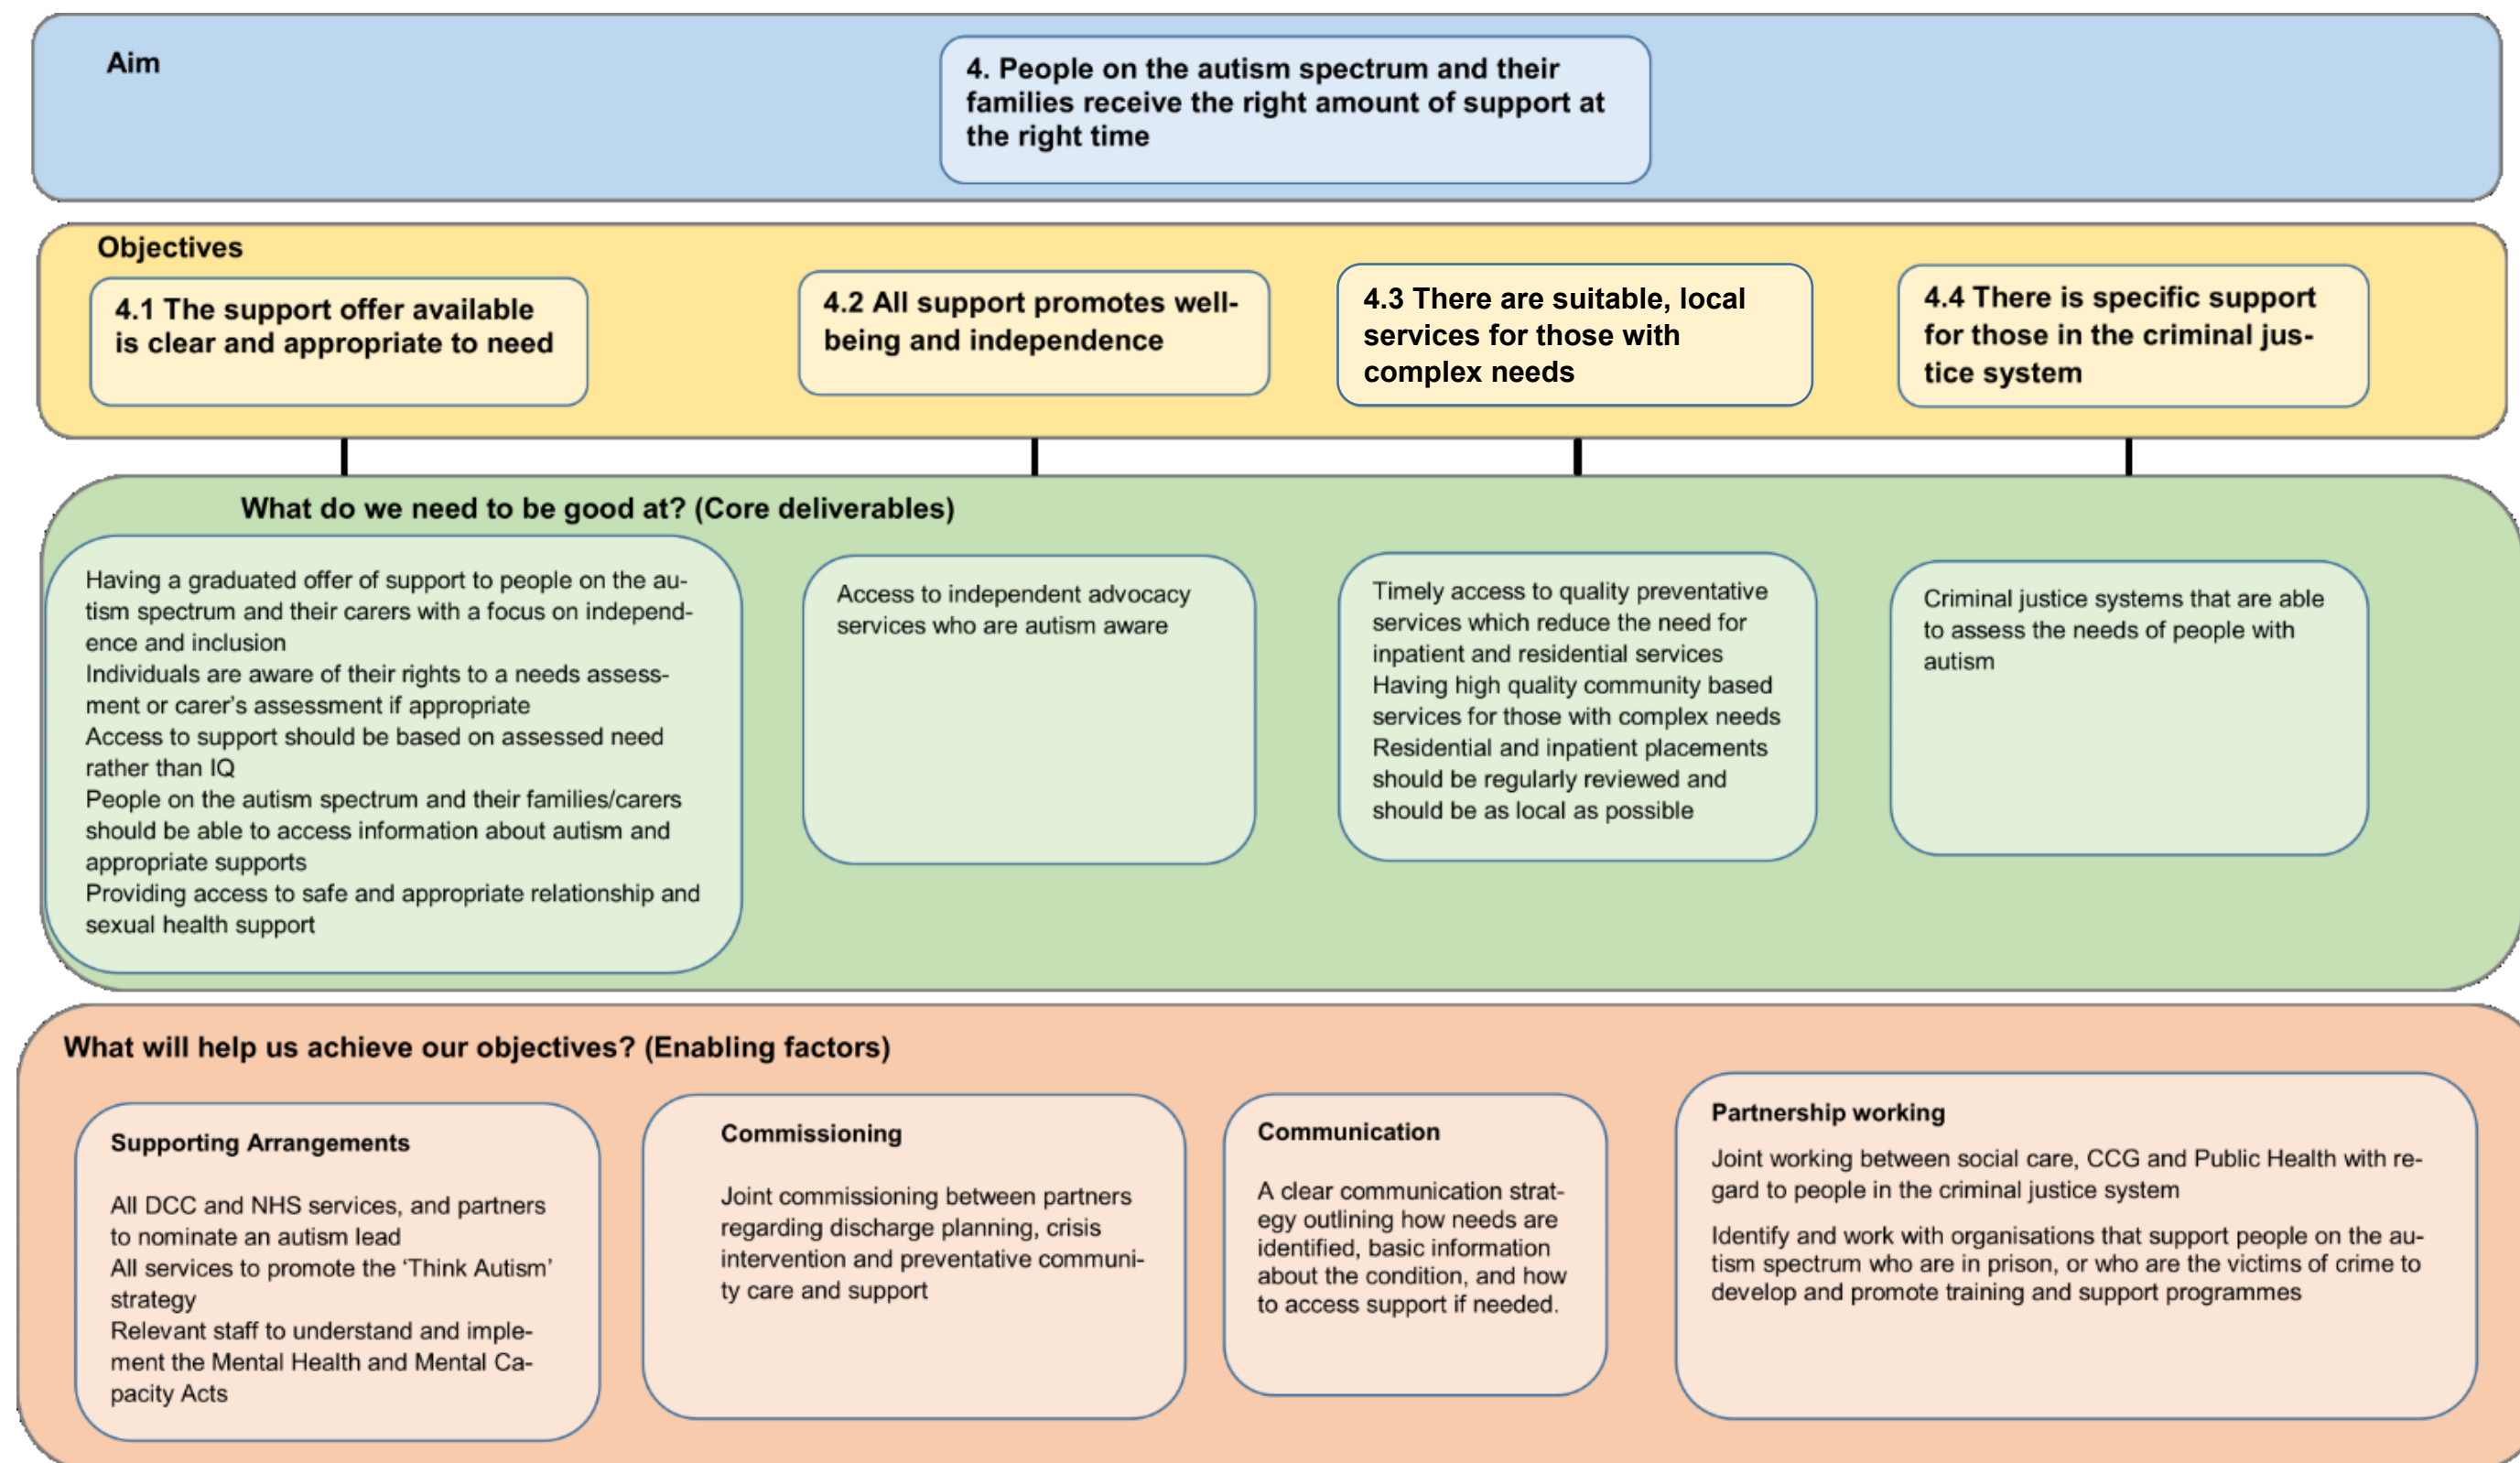 Aim
4. People on the autism spectrum and their
families receive the right amount of support at
the right time
Objectives
4.1 The support offer available
is clear and appropriate to need
4.2 All support promotes well-
being and independence
4.3 There are suitable, local
services for those with
complex needs
4.4 There is specific support
for those in the criminal jus-
tice system
What do we need to be good at? (Core deliverables)
Having a graduated offer of support to people on the au-
tism spectrum and their carers with a focus on independ-
ence and inclusion
Individuals are aware of their rights to a needs assess-
ment or carer’s assessment if appropriate
Access to support should be based on assessed need
rather than IQ
People on the autism spectrum and their families/carers
should be able to access information about autism and
appropriate supports
Providing access to safe and appropriate relationship and
sexual health support
Access to independent advocacy
services who are autism aware
Timely access to quality preventative
services which reduce the need for
inpatient and residential services
Having high quality community based
services for those with complex needs
Residential and inpatient placements
should be regularly reviewed and
should be as local as possible
Criminal justice systems that are able
to assess the needs of people with
autism
What will help us achieve our objectives? (Enabling factors)
Supporting Arrangements
All DCC and NHS services, and partners
to nominate an autism lead
All services to promote the ‘Think Autism’
strategy
Relevant staff to understand and imple-
ment the Mental Health and Mental Ca-
pacity Acts
Commissioning
Joint commissioning between partners
regarding discharge planning, crisis
intervention and preventative communi-
ty care and support
Communication
A clear communication strat-
egy outlining how needs are
identified, basic information
about the condition, and how
to access support if needed.
Partnership working
Joint working between social care, CCG and Public Health with re-
gard to people in the criminal justice system
Identify and work with organisations that support people on the au-
tism spectrum who are in prison, or who are the victims of crime to
develop and promote training and support programmes